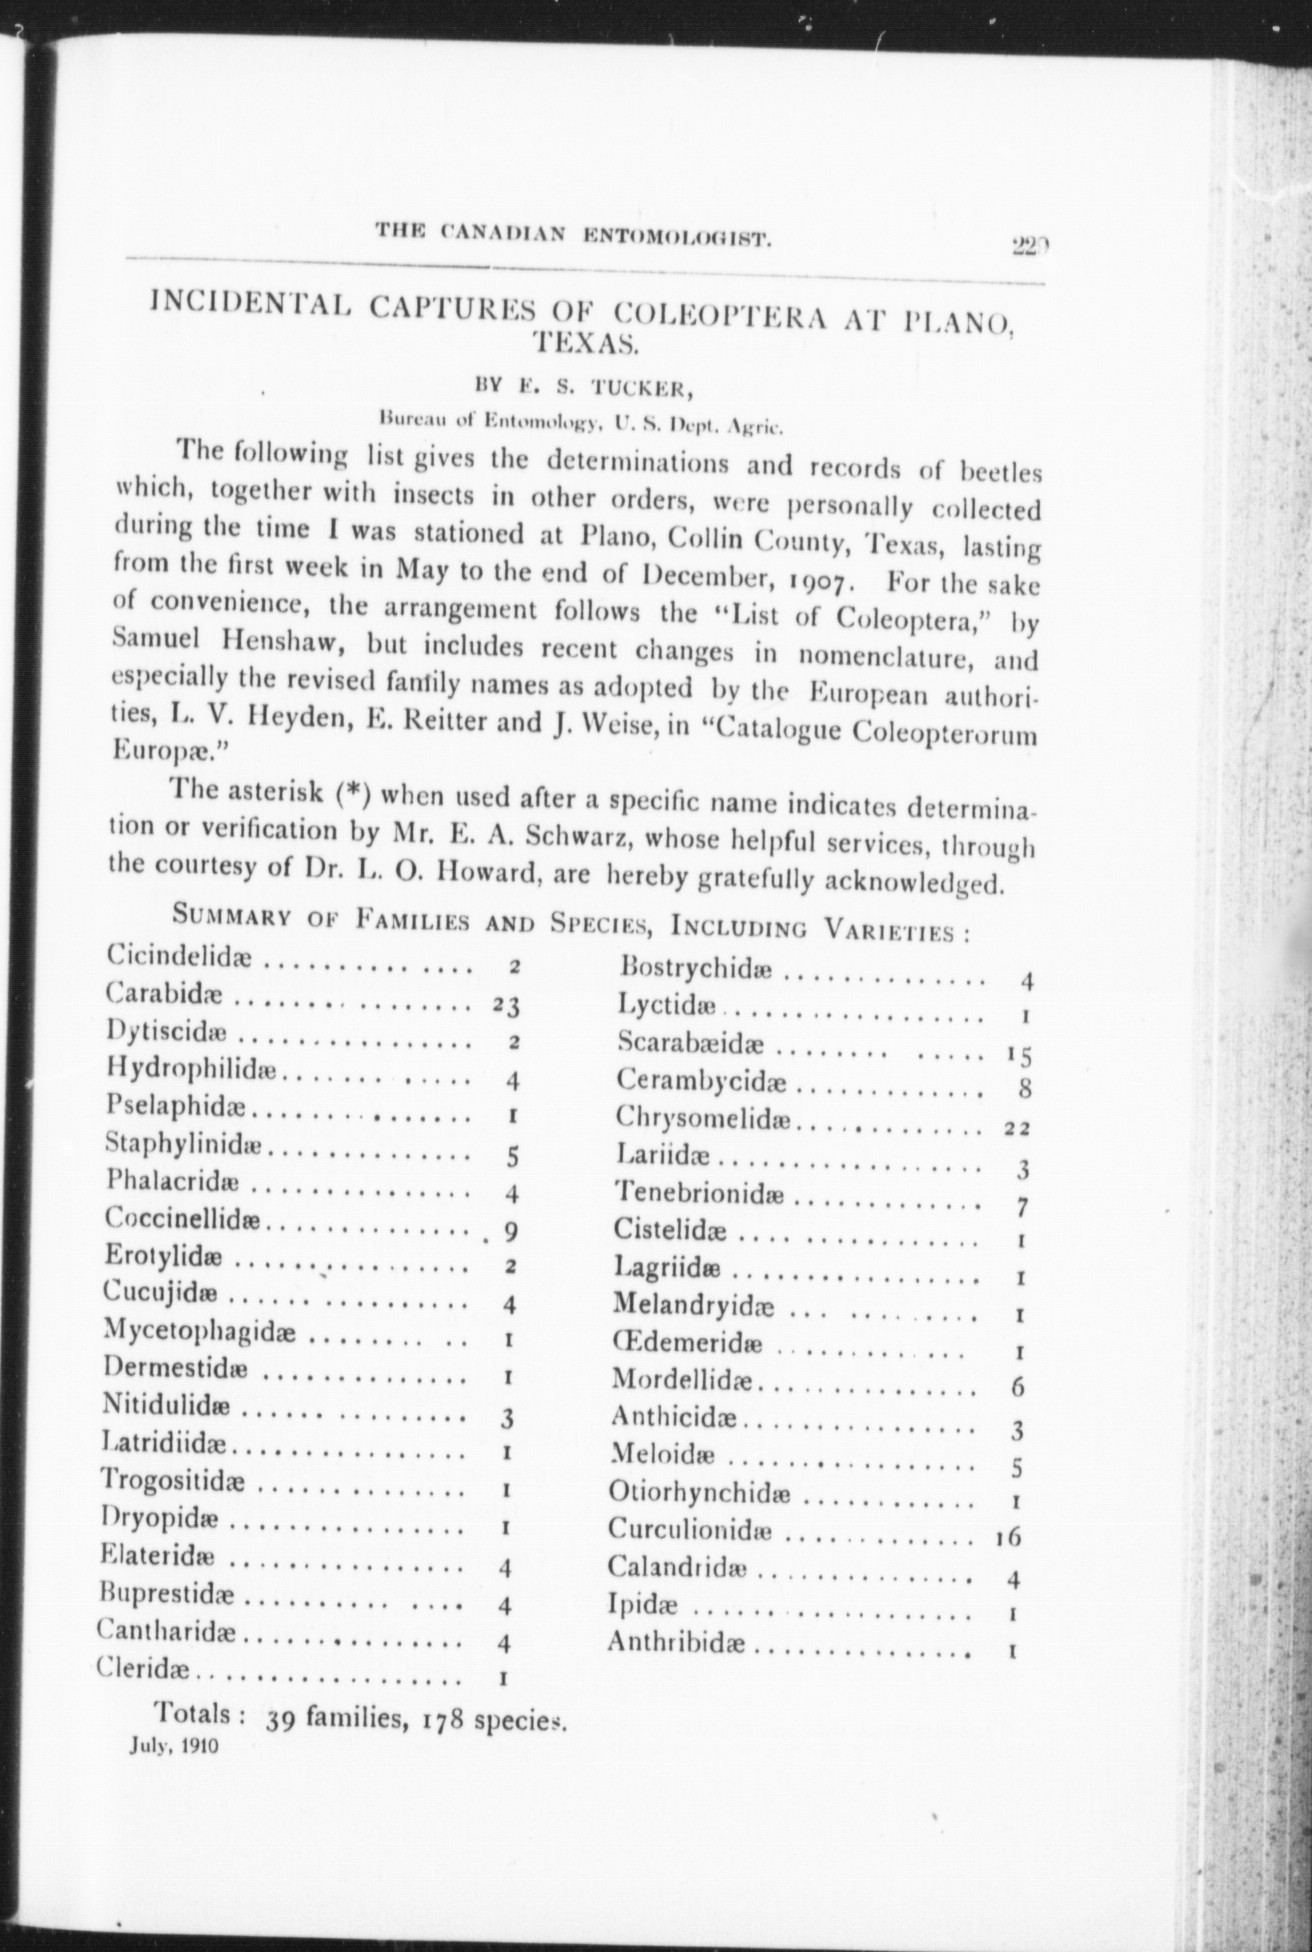 THE CANADIAN ENTOMOLOGIST.
INCIDENTAL CAPTURES OF COLEOPTERA AT PLANO,
TEXAS.
BY E. S. TUCKER,
Bureau of Entomology, U. S. Dept. Agric.
The following list gives the determinations and records of beetles
which, together with insects in other orders, were personally collected
during the time I was stationed at Plano, Collin County, Texas, lasting
from the first week in May to the end of December, 1907. For the sake
of convenience, the arrangement follows the “List of Coleoptera,” by
Samuel Henshaw, but includes recent changes in nomenclature, and
especially the revised family names as adopted by the European authori-
ties, L. V. Heyden, E. Reitter and J. Weise, in “Catalogue Coleopterorum
Europæ.”
The asterisk (*) when used after a specific name indicates determina-
tion or verification by Mr. E. A. Schwarz, whose helpful services, through
the courtesy of Dr. L. O. Howard, are hereby gratefully acknowledged.
SUMMARY OF FAMILIES AND SPECIES, INCLUDING VARIETIES :
Cicindelidæ .............. 2
Carabidæ ................ 23
Dytiscidæ ................ 2
Hydrophilidæ............ 4
Pselaphidæ.............. 1
Staphylinidæ.............. 5
Phalacridæ ............... 4
Coccinellidæ.............. 9
Erotylidæ ................ 2
Cucujidæ ................ 4
Mycetophagidæ .......... 1
Dermestidæ .............. 1
Nitidulidæ ............... 3
Latridiidæ................ 1
Trogositidæ .............. 1
Dryopidæ ................ 1
Elateridæ ................ 4
Buprestidæ .............. 4
Cantharidæ............... 4
Cleridæ.................. 1
Bostrychidæ .............. 4
Lyctidæ.................. 1
Scarabæidæ ............. 15
Cerambycidæ ............. 8
Chrysomelidæ............. 22
Lariidæ.................. 3
Tenebrionidæ ............. 7
Cistelidæ ................ 1
Lagriidæ ................. 1
Melandryidæ ............ 1
Œdemeridæ ............. 1
Mordellidæ............... 6
Anthicidæ................ 3
Meloidæ ................. 5
Otiorhynchidæ ............ 1
Curculionidæ ............. 16
Calandridæ ............... 4
Ipidæ ................... 1
Anthribidæ ............... 1
Totals : 39 families, 178 species.
July, 1910